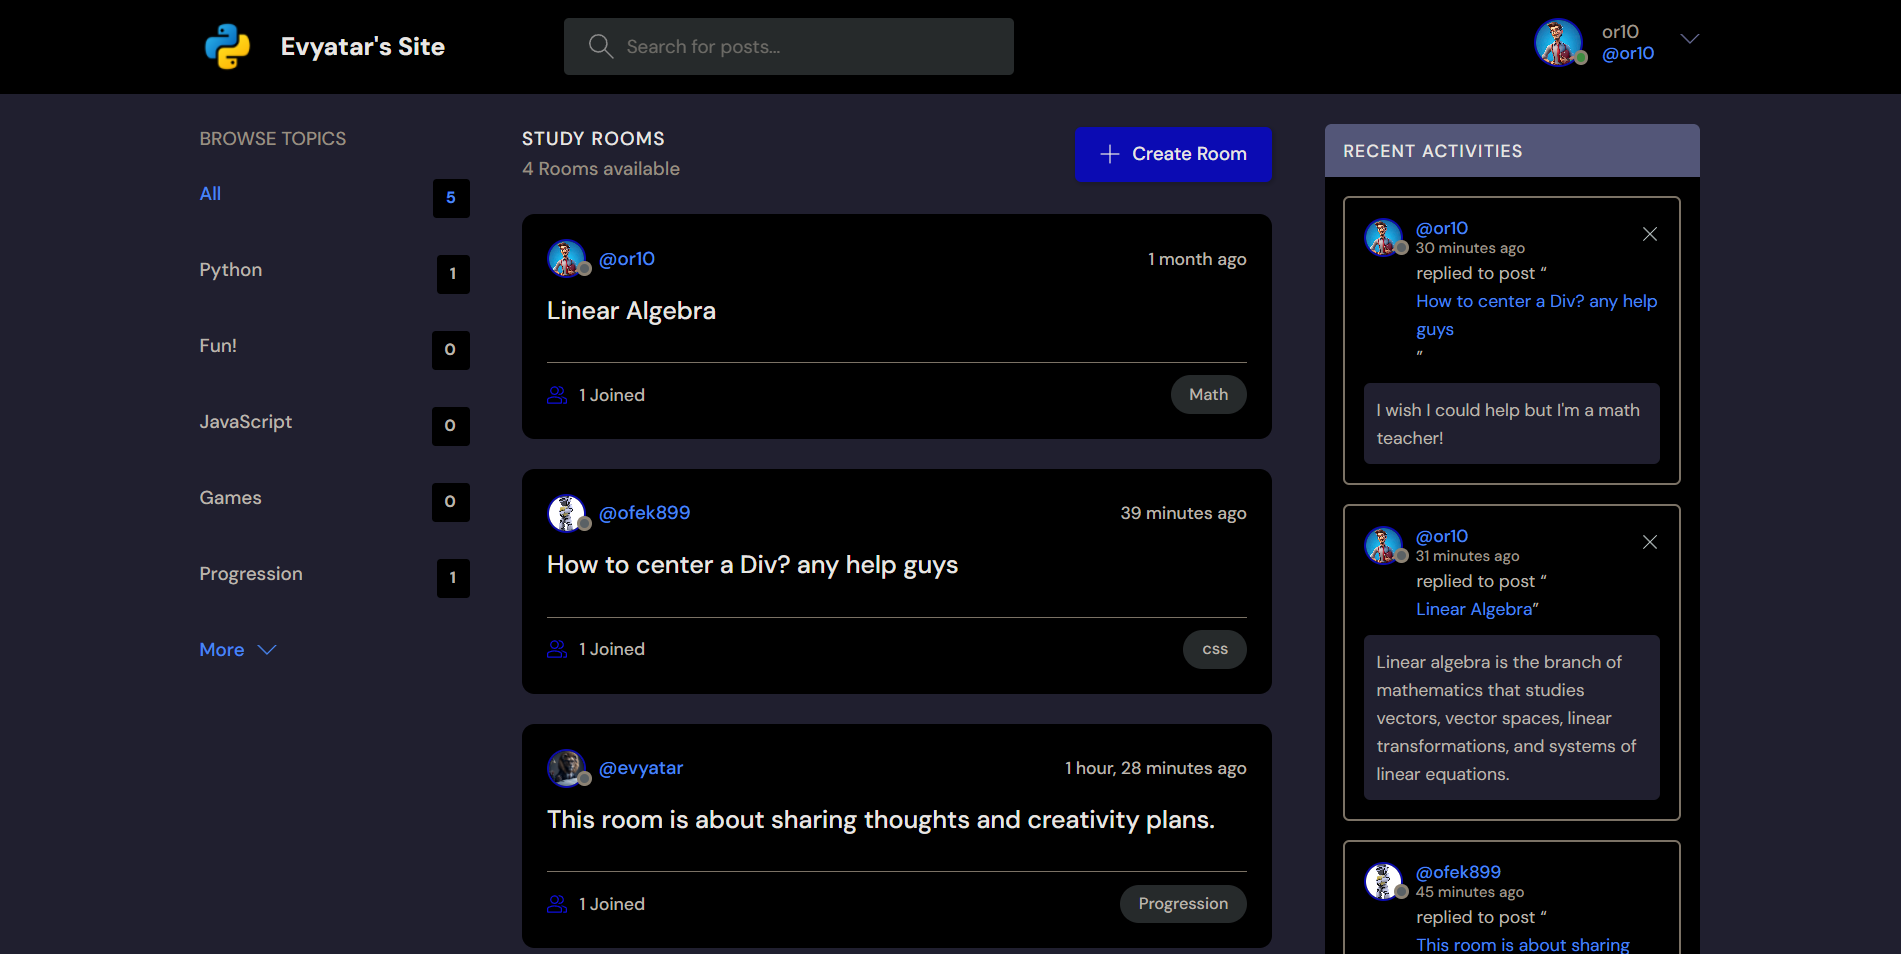 Evyatar's Site
Search for posts...
or10
@or10
BROWSE TOPICS
All 5
Python 1
Fun! 0
JavaScript 0
Games 0
Progression 1
More
STUDY ROOMS
4 Rooms available
Create Room
@or10
1 month ago
Linear Algebra
1 Joined
Math
@ofek899
39 minutes ago
How to center a Div? any help guys
1 Joined
css
@evyatar
1 hour, 28 minutes ago
This room is about sharing thoughts and creativity plans.
1 Joined
Progression
RECENT ACTIVITIES
@or10
30 minutes ago
replied to post “
How to center a Div? any help
guys
”
I wish I could help but I'm a math
teacher!
@or10
31 minutes ago
replied to post “
Linear Algebra”
Linear algebra is the branch of
mathematics that studies
vectors, vector spaces, linear
transformations, and systems of
linear equations.
@ofek899
45 minutes ago
replied to post “
This room is about sharing